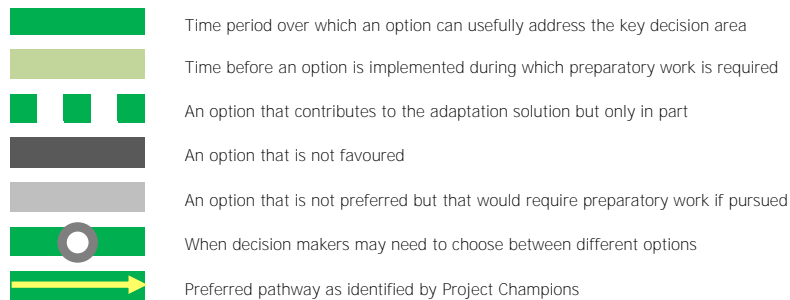 Time period over which an option can usefully address the key decision area
Time before an option is implemented during which preparatory work is required
An option that contributes to the adaptation solution but only in part
An option that is not favoured
An option that is not preferred but that would require preparatory work if pursued
When decision makers may need to choose between different options
Preferred pathway as identified by Project Champions